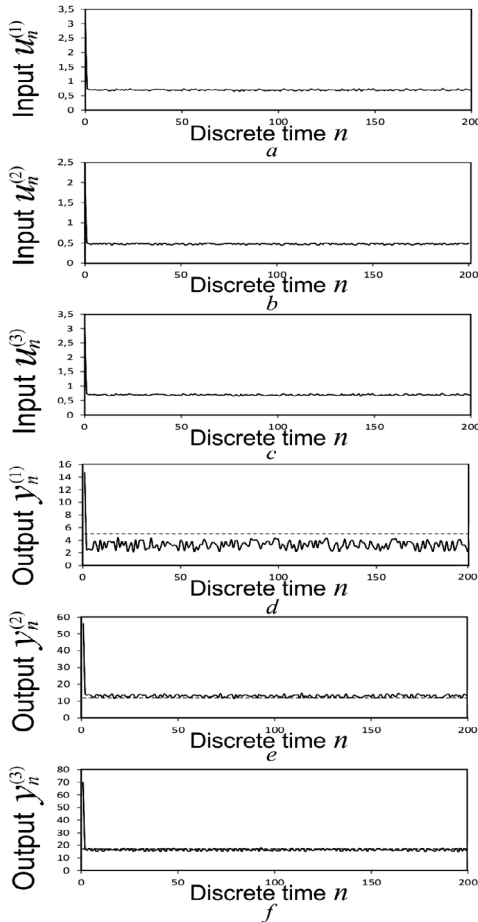 Input u_n^(1)
3,5
3
2,5
2
1,5
1
0,5
0
0 50 100 150 200
Discrete time n
a
Input u_n^(2)
2,5
2
1,5
1
0,5
0
0 50 100 150 200
Discrete time n
b
Input u_n^(3)
3,5
3
2,5
2
1,5
1
0,5
0
0 50 100 150 200
Discrete time n
c
Output y_n^(1)
16
14
12
10
8
6
4
2
0
0 50 100 150 200
Discrete time n
d
Output y_n^(2)
60
50
40
30
20
10
0
0 50 100 150 200
Discrete time n
e
Output y_n^(3)
80
70
60
50
40
30
20
10
0
0 50 100 150 200
Discrete time n
f